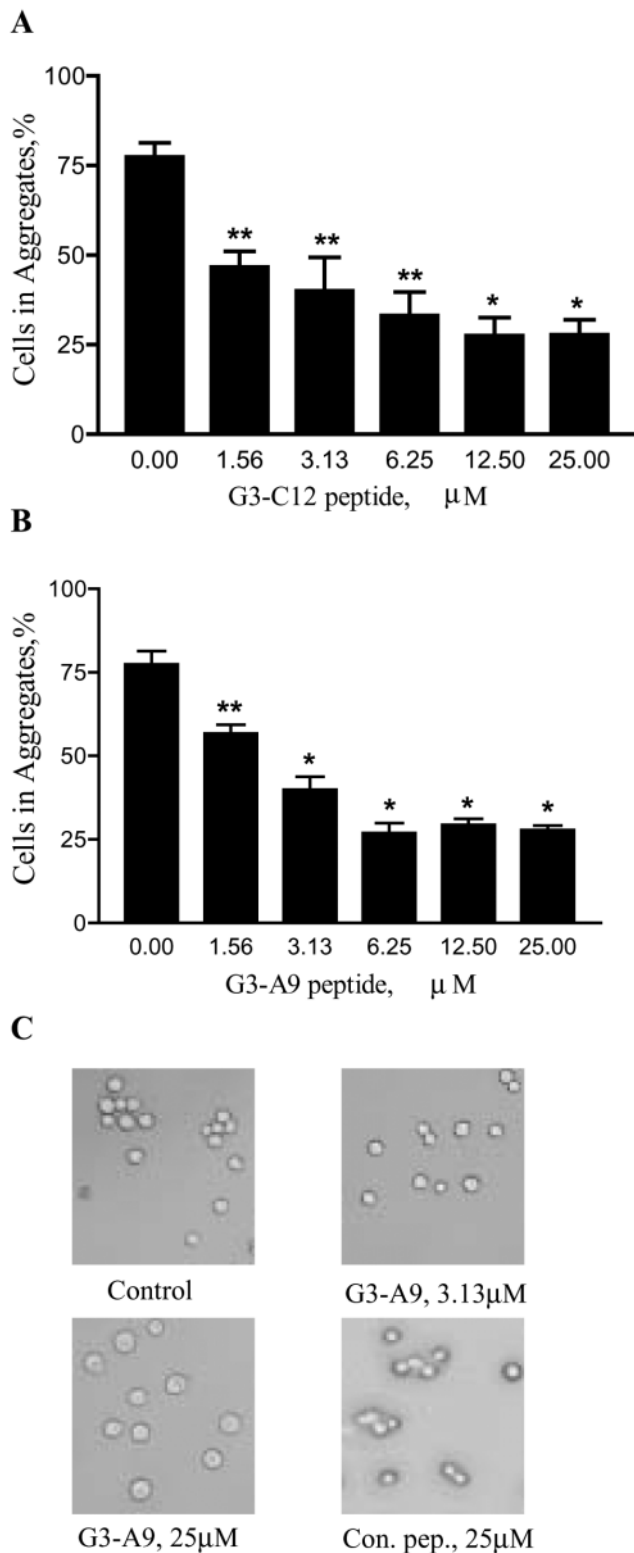 A
Cells in Aggregates,%
100
75
50
25
0
** ** ** * *
0.00 1.56 3.13 6.25 12.50 25.00
G3-C12 peptide, μM
B
Cells in Aggregates,%
100
75
50
25
0
** * * * *
0.00 1.56 3.13 6.25 12.50 25.00
G3-A9 peptide, μ M
C
Control
G3-A9, 3.13μM
G3-A9, 25μM
Con. pep., 25μM